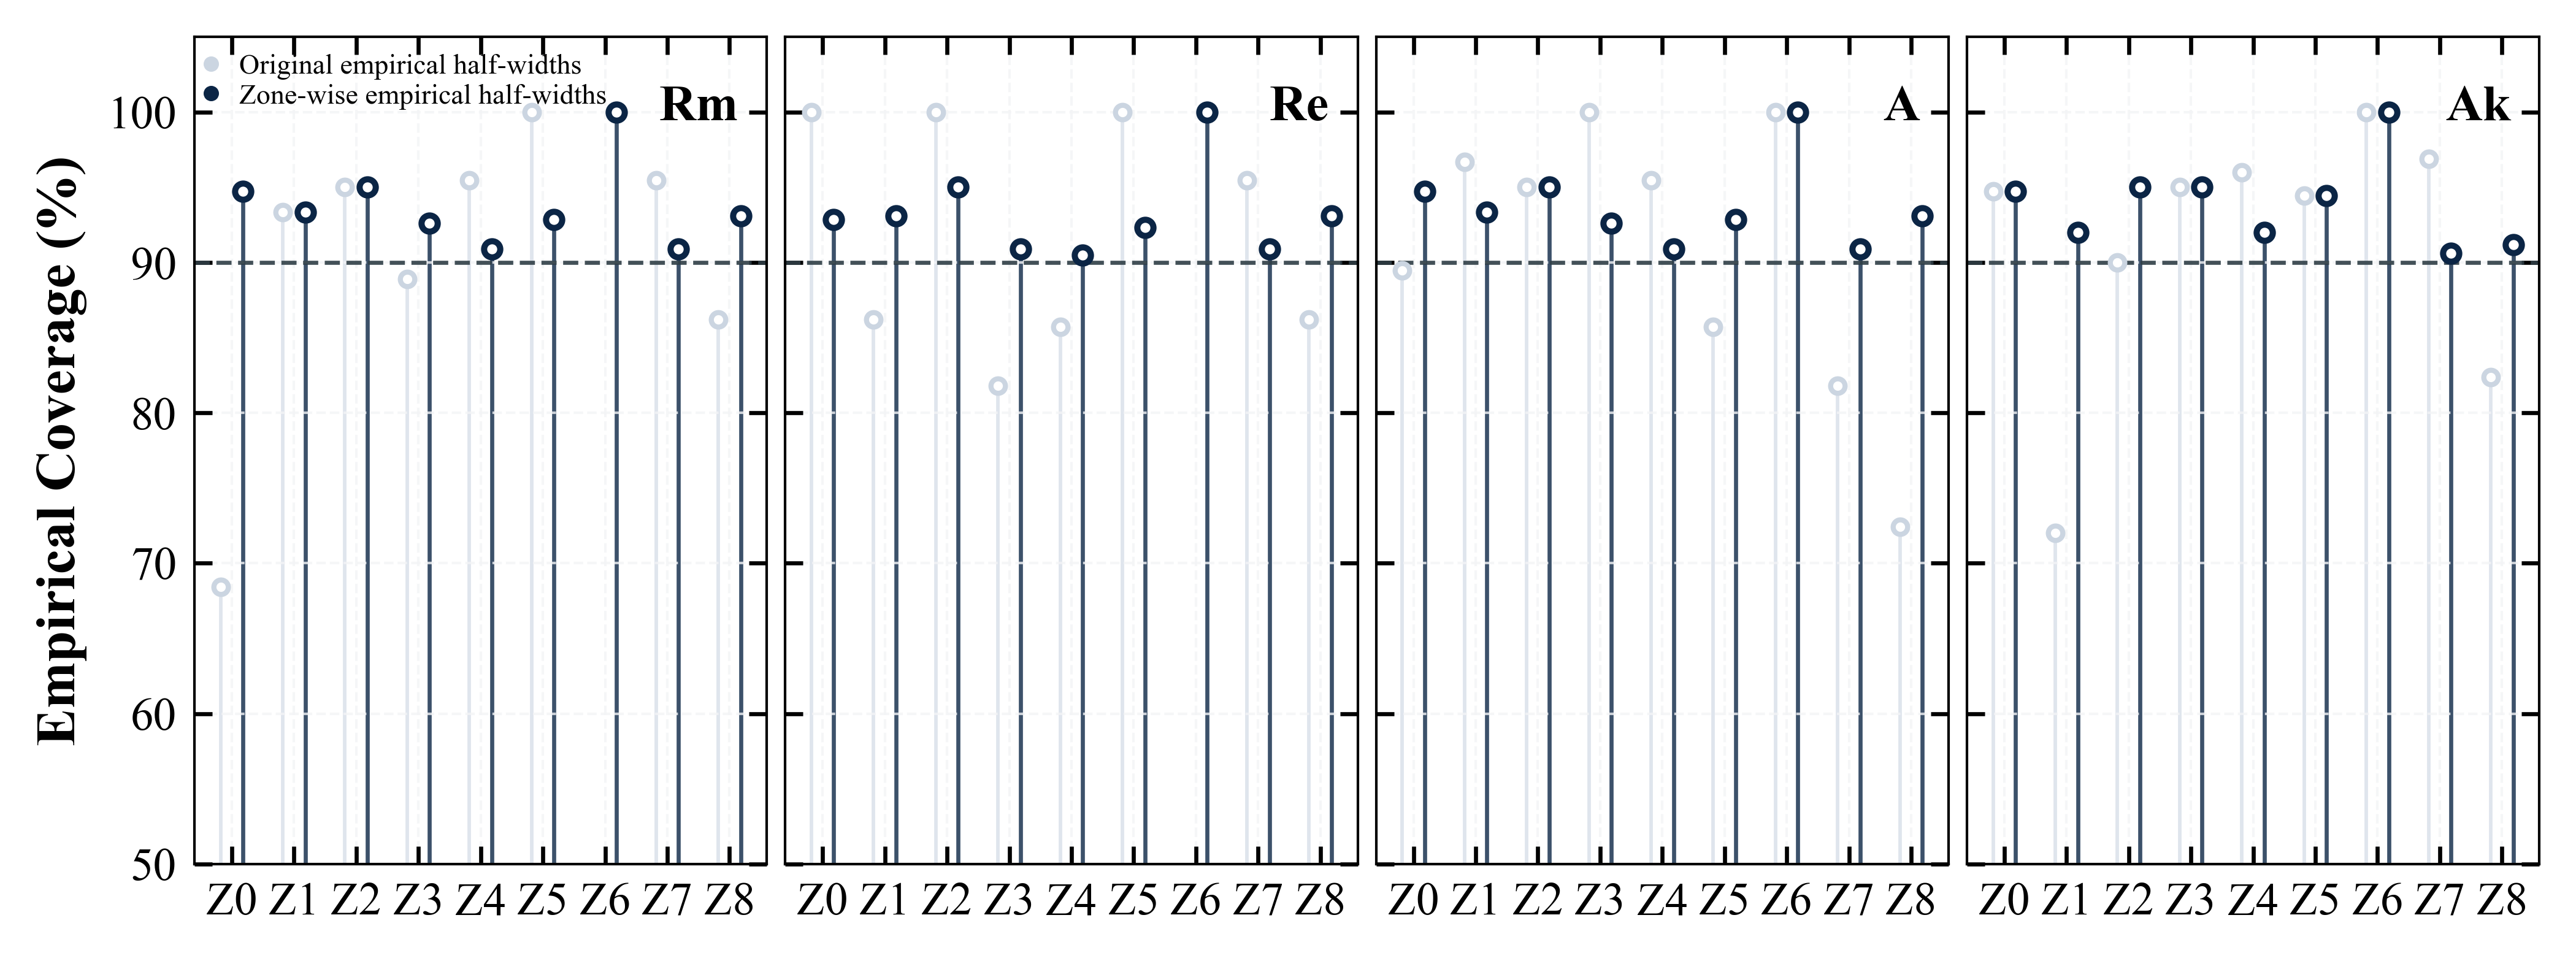 Original empirical half-widths
Zone-wise empirical half-widths
Rm
Re
A
Ak
Empirical Coverage (%)
100
90
80
70
60
50
Z0 Z1 Z2 Z3 Z4 Z5 Z6 Z7 Z8
Z0 Z1 Z2 Z3 Z4 Z5 Z6 Z7 Z8
Z0 Z1 Z2 Z3 Z4 Z5 Z6 Z7 Z8
Z0 Z1 Z2 Z3 Z4 Z5 Z6 Z7 Z8